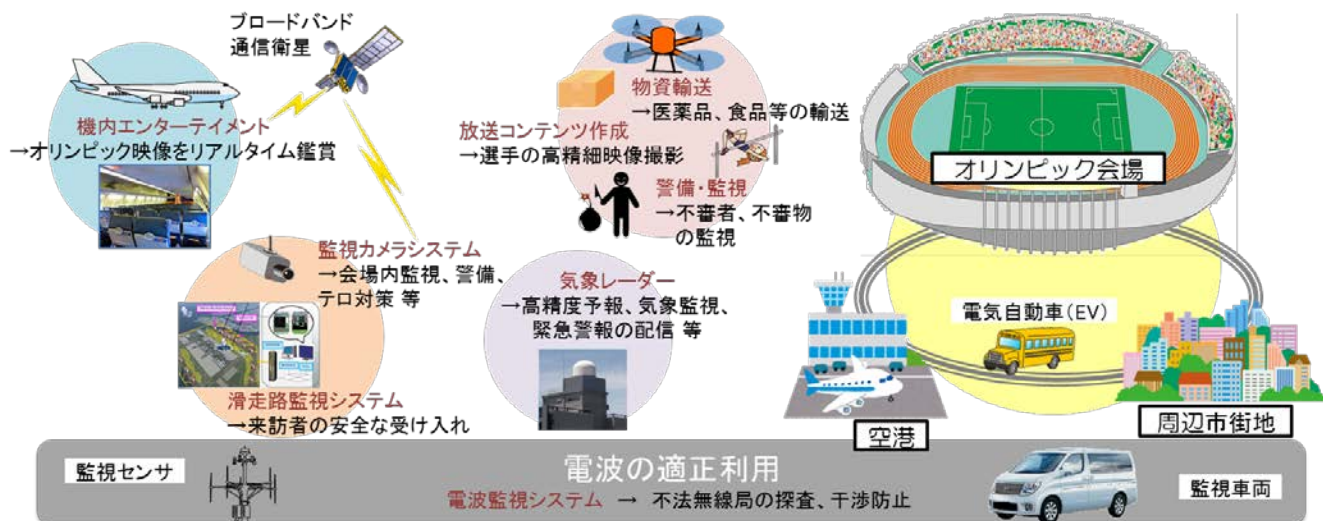 ブロードバンド
通信衛星
機内エンターテイメント
→オリンピック映像をリアルタイム鑑賞
物資輸送
→医薬品、食品等の輸送
放送コンテンツ作成
→選手の高精細映像撮影
警備・監視
→不審者、不審物
の監視
オリンピック会場
監視カメラシステム
→会場内監視、警備、
テロ対策 等
滑走路監視システム
→来訪者の安全な受け入れ
気象レーダー
→高精度予報、気象監視、
緊急警報の配信 等
電気自動車(EV)
空港
周辺市街地
監視センサ
電波の適正利用
電波監視システム → 不法無線局の探査、干渉防止
監視車両